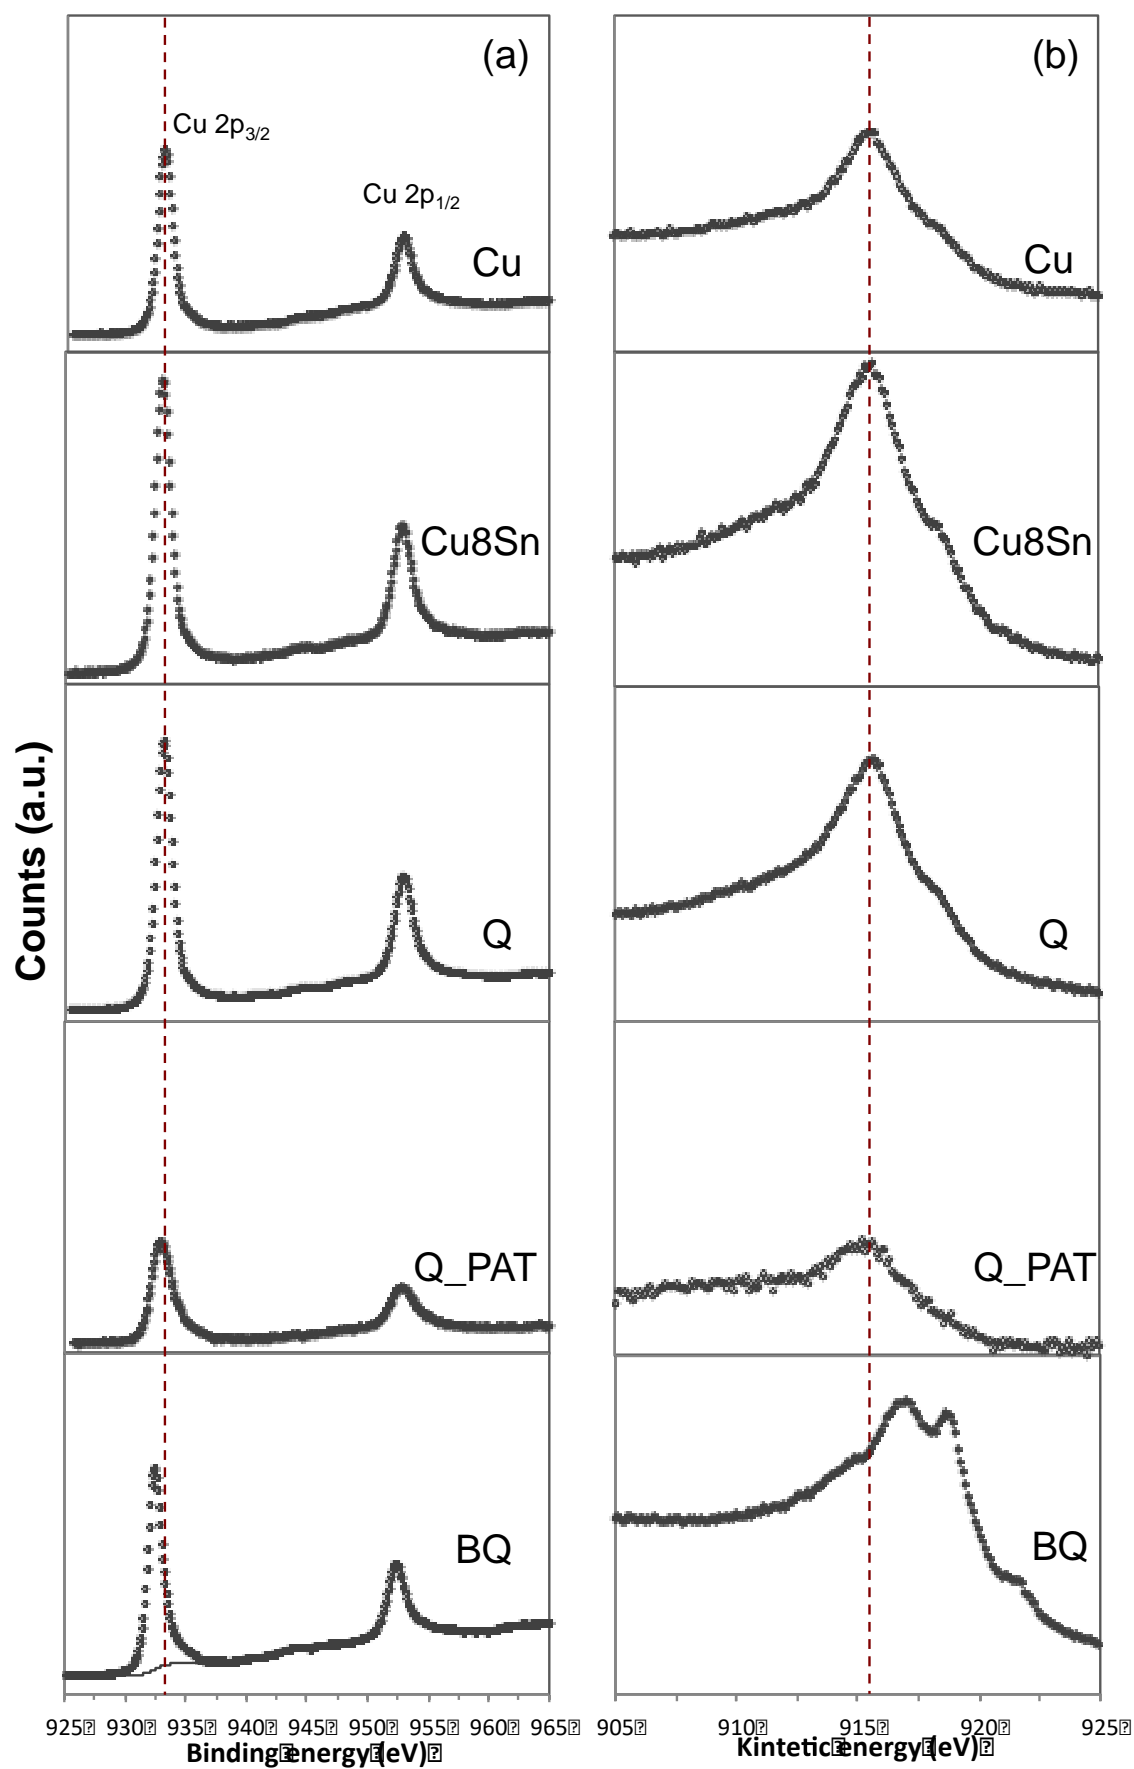 (a)
(b)
Cu 2p3/2
Cu 2p1/2
Cu
Cu
Cu8Sn
Cu8Sn
Counts (a.u.)
Q
Q
Q_PAT
Q_PAT
BQ
BQ
925 930 935 940 945 950 955 960 965
905 910 915 920 925
Binding energy (eV)
Kintetic energy (eV)